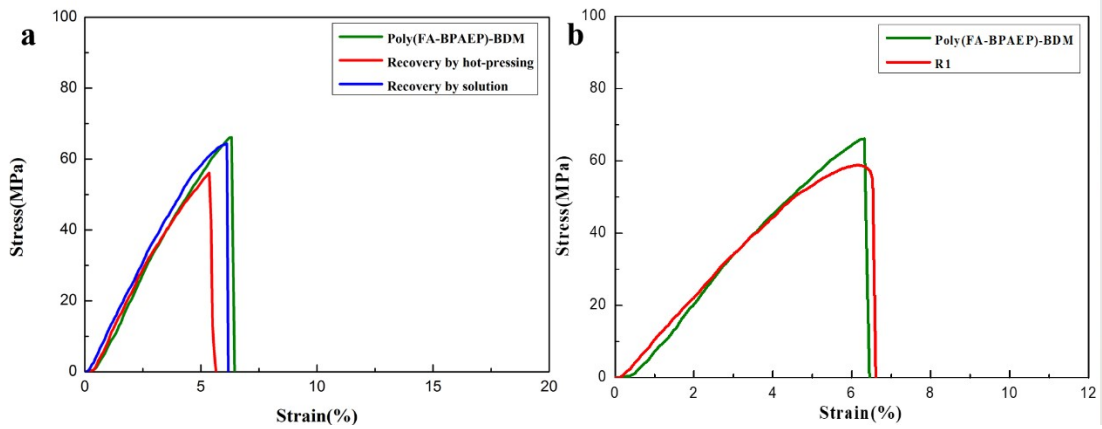 a
Poly(FA-BPAEP)-BDM
Recovery by hot-pressing
Recovery by solution
Stress(MPa)
100
80
60
40
20
0
0 5 10 15 20
Strain(%)
b
Poly(FA-BPAEP)-BDM
R1
Stress(MPa)
100
80
60
40
20
0
0 2 4 6 8 10 12
Strain(%)